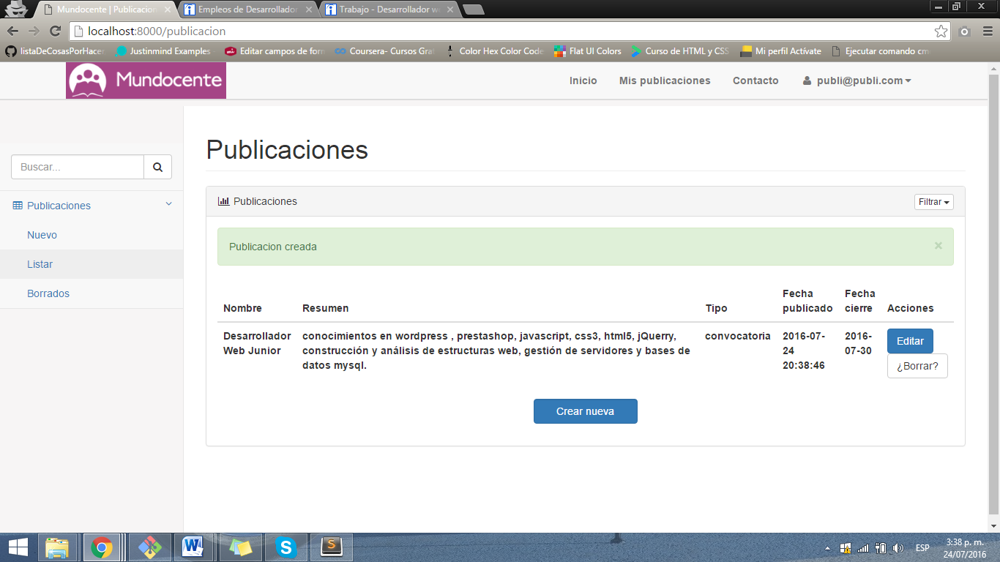 Mundocente | Publicacion
Empleos de Desarrollador
Trabajo - Desarrollador w
localhost:8000/publicacion
listaDeCosasPorHacer
Justinmind Examples
Editar campos de for
Coursera- Cursos Gra
Color Hex Color Code
Flat UI Colors
Curso de HTML y CSS
Mi perfil Actívate
Ejecutar comando cm
Mundocente
Inicio
Mis publicaciones
Contacto
publi@publi.com
Buscar...
Publicaciones
Nuevo
Listar
Borrados
Publicaciones
Publicaciones
Filtrar
Publicacion creada
×
Nombre
Resumen
Tipo
Fecha
publicado
Fecha
cierre
Acciones
Desarrollador
Web Junior
conocimientos en wordpress , prestashop, javascript, css3, html5, jQuerry,
construcción y análisis de estructuras web, gestión de servidores y bases de
datos mysql.
convocatoria
2016-07-
24
20:38:46
2016-
07-30
Editar
¿Borrar?
Crear nueva
ESP
3:38 p. m.
24/07/2016